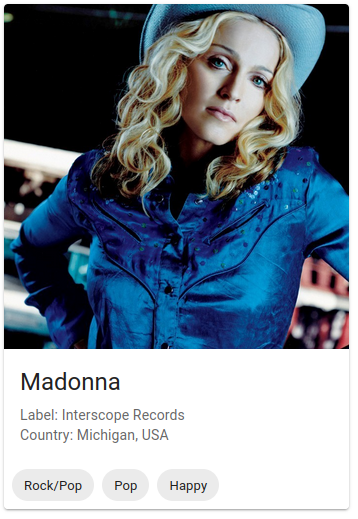 Madonna
Label: Interscope Records
Country: Michigan, USA
Rock/Pop Pop Happy